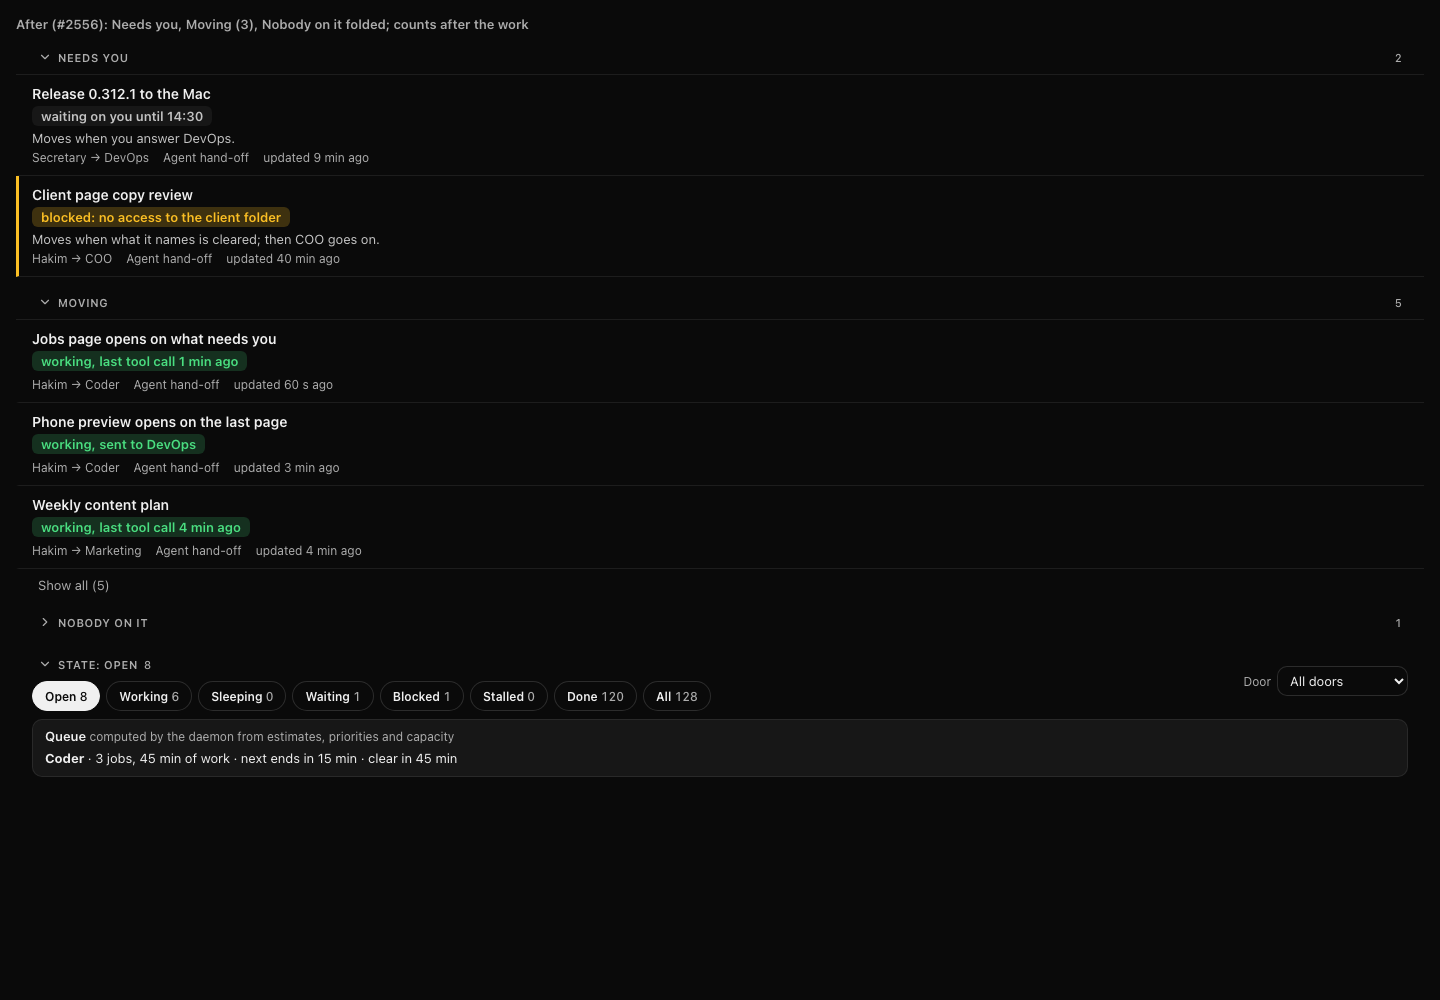 After (#2556): Needs you, Moving (3), Nobody on it folded; counts after the work
NEEDS YOU 2
Release 0.312.1 to the Mac
waiting on you until 14:30
Moves when you answer DevOps.
Secretary → DevOps Agent hand-off updated 9 min ago
Client page copy review
blocked: no access to the client folder
Moves when what it names is cleared; then COO goes on.
Hakim → COO Agent hand-off updated 40 min ago
MOVING 5
Jobs page opens on what needs you
working, last tool call 1 min ago
Hakim → Coder Agent hand-off updated 60 s ago
Phone preview opens on the last page
working, sent to DevOps
Hakim → Coder Agent hand-off updated 3 min ago
Weekly content plan
working, last tool call 4 min ago
Hakim → Marketing Agent hand-off updated 4 min ago
Show all (5)
NOBODY ON IT 1
STATE: OPEN 8
Open 8 Working 6 Sleeping 0 Waiting 1 Blocked 1 Stalled 0 Done 120 All 128 Door All doors
Queue computed by the daemon from estimates, priorities and capacity
Coder · 3 jobs, 45 min of work · next ends in 15 min · clear in 45 min